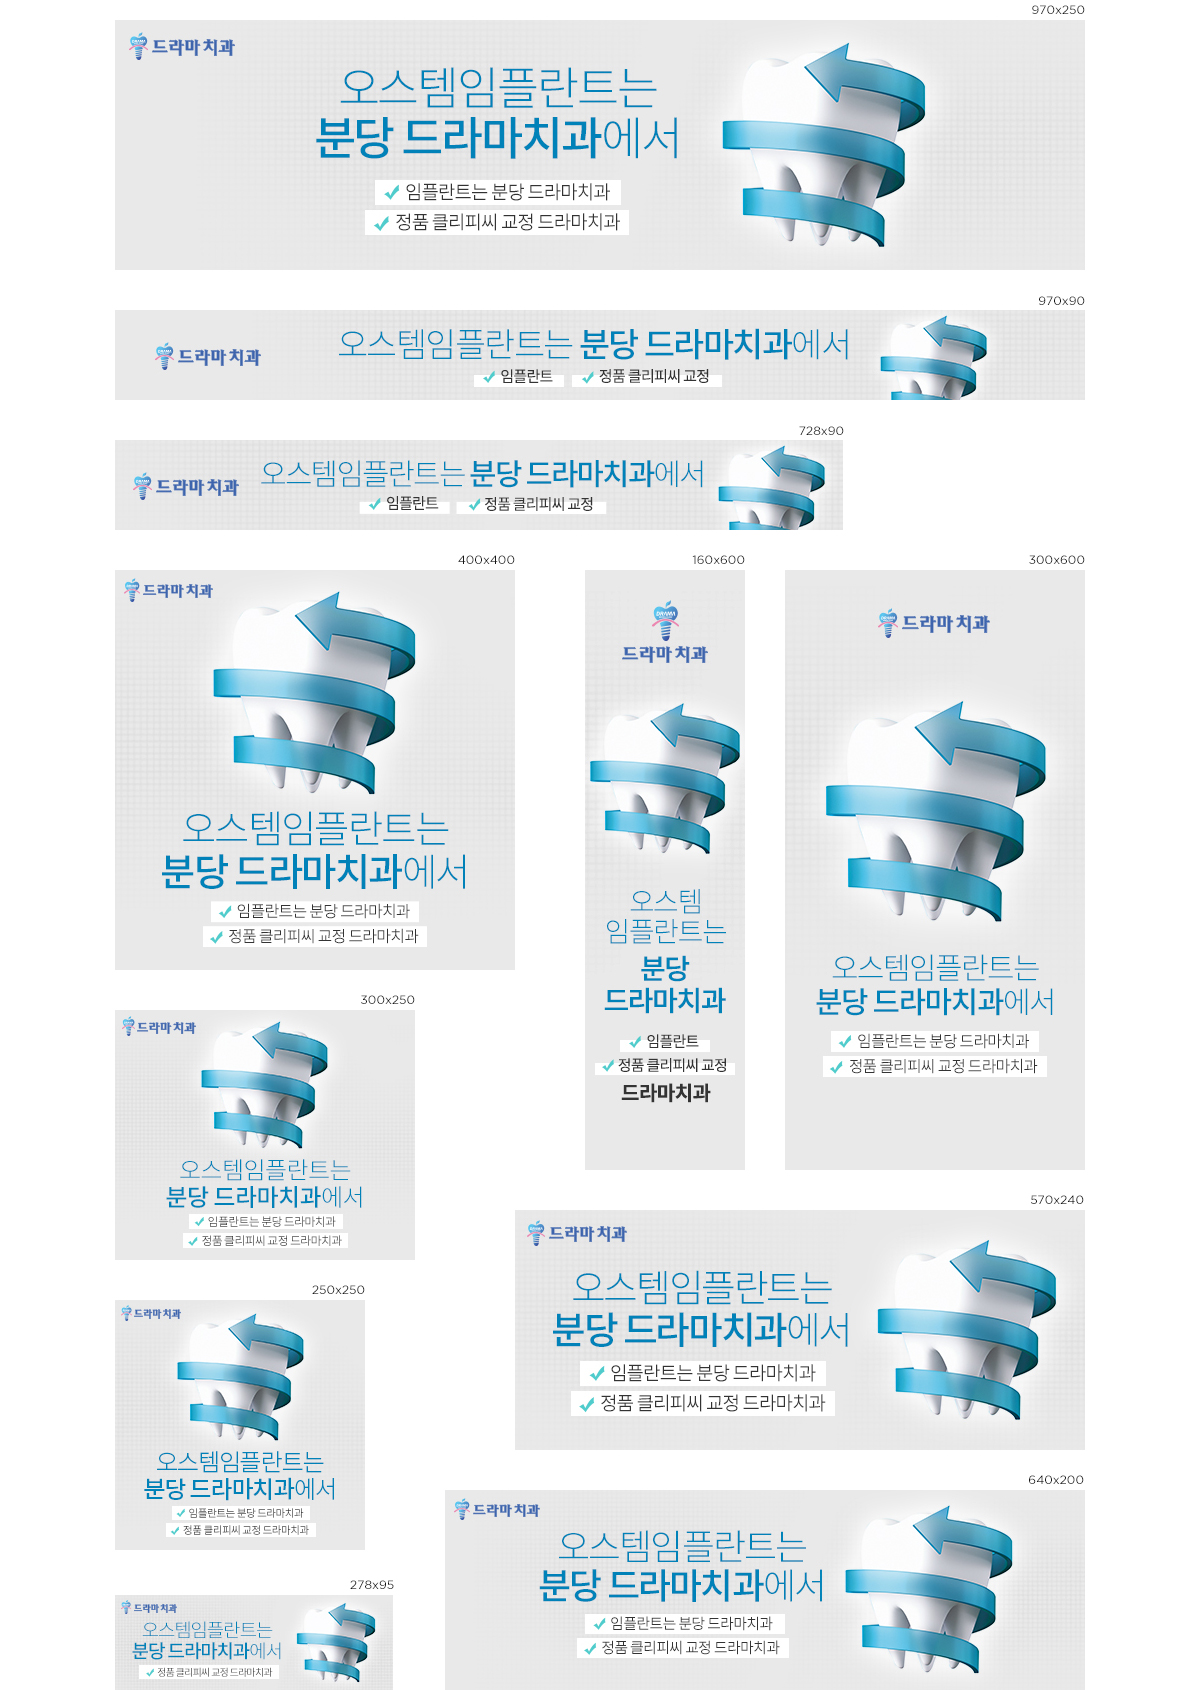 970x250
드라마치과
오스템임플란트는
분당 드라마치과에서
임플란트는 분당 드라마치과
정품 클리피씨 교정 드라마치과
970x90
드라마치과
오스템임플란트는 분당 드라마치과에서
임플란트 정품 클리피씨 교정
728x90
드라마치과
오스템임플란트는 분당 드라마치과에서
임플란트 정품 클리피씨 교정
400x400
드라마치과
오스템임플란트는
분당 드라마치과에서
임플란트는 분당 드라마치과
정품 클리피씨 교정 드라마치과
160x600
DRAMA
드라마치과
오스템
임플란트는
분당
드라마치과
임플란트
정품 클리피씨 교정
드라마치과
300x600
드라마치과
오스템임플란트는
분당 드라마치과에서
임플란트는 분당 드라마치과
정품 클리피씨 교정 드라마치과
300x250
드라마치과
오스템임플란트는
분당 드라마치과에서
임플란트는 분당 드라마치과
정품 클리피씨 교정 드라마치과
570x240
드라마치과
오스템임플란트는
분당 드라마치과에서
임플란트는 분당 드라마치과
정품 클리피씨 교정 드라마치과
250x250
드라마치과
오스템임플란트는
분당 드라마치과에서
임플란트는 분당 드라마치과
정품 클리피씨 교정 드라마치과
640x200
드라마치과
오스템임플란트는
분당 드라마치과에서
임플란트는 분당 드라마치과
정품 클리피씨 교정 드라마치과
278x95
드라마치과
오스템임플란트는
분당 드라마치과에서
정품 클리피씨 교정 드라마치과